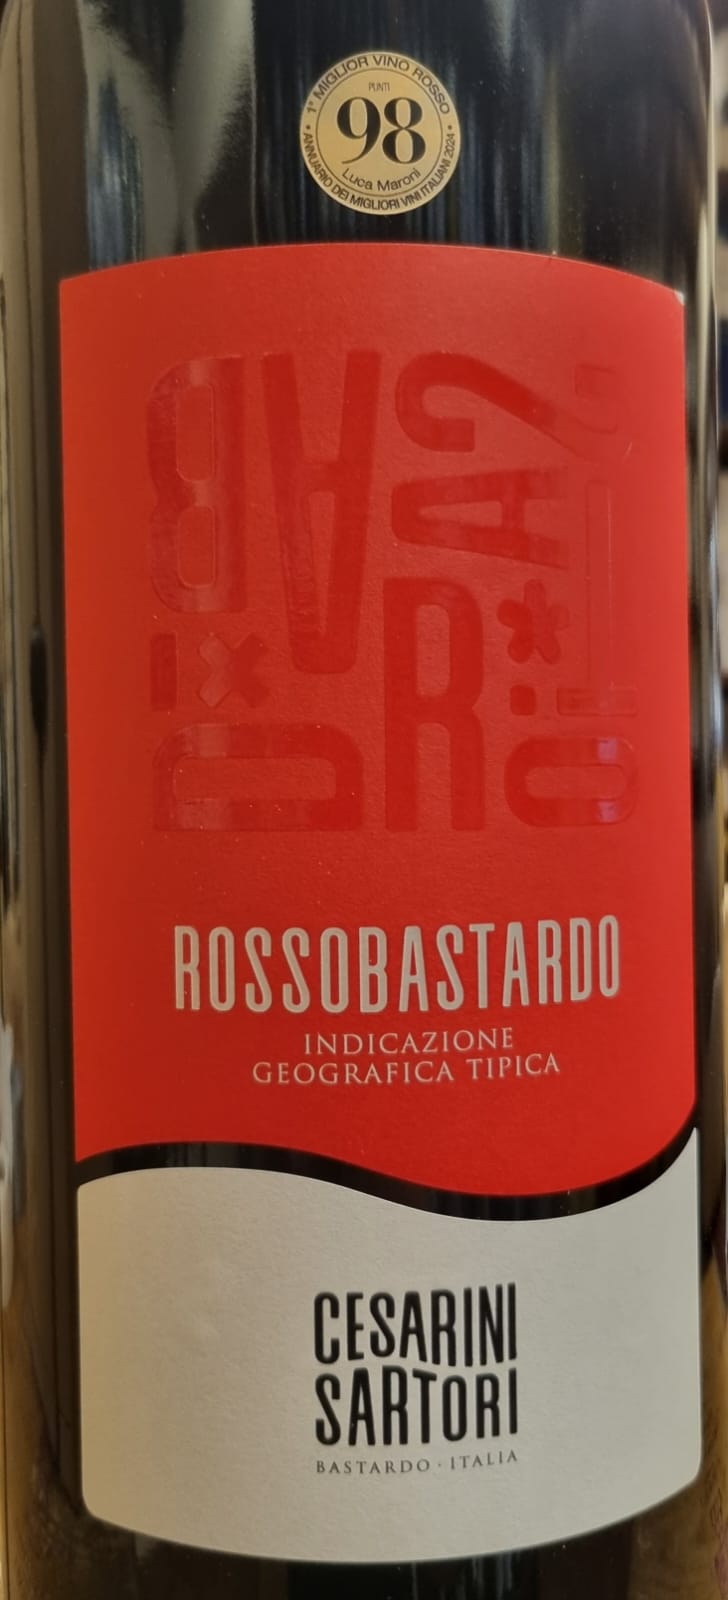 1° MIGLIOR VINO ROSSO
PUNTI
98
Luca Maroni
ANNUARIO DEI MIGLIORI VINI ITALIANI 2024
ROSSOBASTARDO
INDICAZIONE
GEOGRAFICA TIPICA
CESARINI
SARTORI
BASTARDO · ITALIA